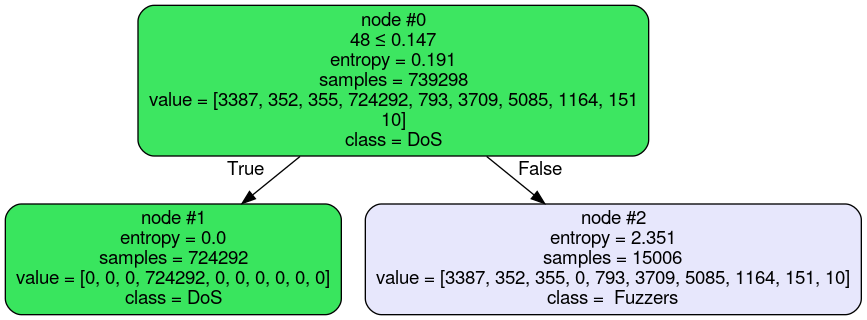 node #0
48 ≤ 0.147
entropy = 0.191
samples = 739298
value = [3387, 352, 355, 724292, 793, 3709, 5085, 1164, 151
10]
class = DoS
True
False
node #1
entropy = 0.0
samples = 724292
value = [0, 0, 0, 724292, 0, 0, 0, 0, 0, 0]
class = DoS
node #2
entropy = 2.351
samples = 15006
value = [3387, 352, 355, 0, 793, 3709, 5085, 1164, 151, 10]
class =  Fuzzers